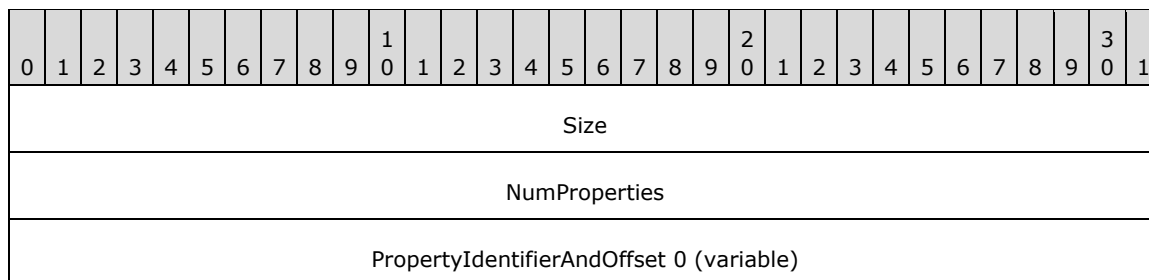 1 2 3
0 1 2 3 4 5 6 7 8 9 0 1 2 3 4 5 6 7 8 9 0 1 2 3 4 5 6 7 8 9 0 1
Size
NumProperties
PropertyIdentifierAndOffset 0 (variable)